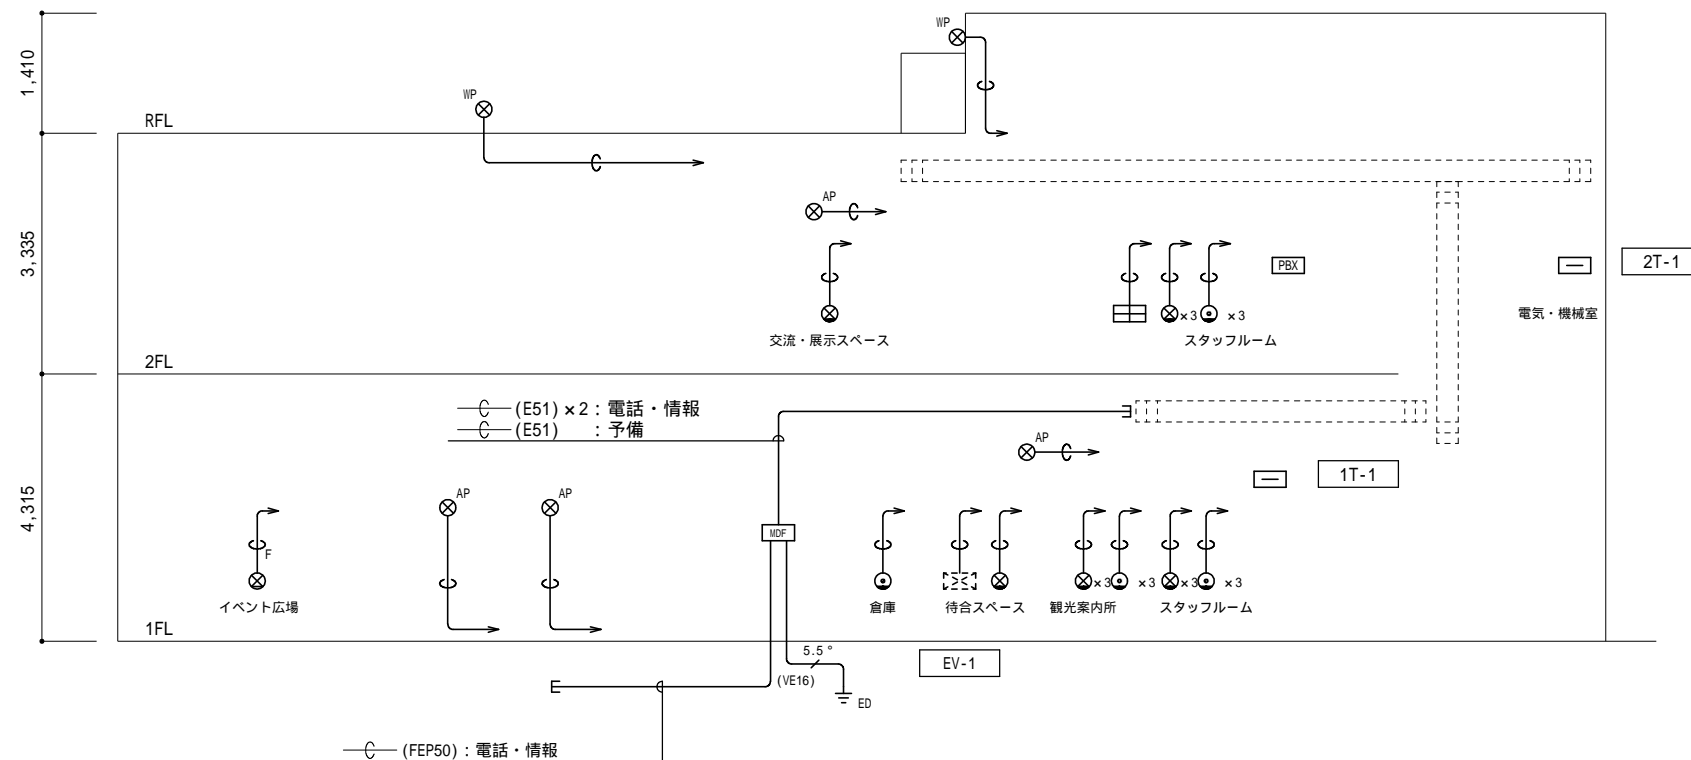 WP
1,410
WP
RFL
AP
3,335
PBX
2T-1
×3
×3
電気・機械室
交流・展示スペース
スタッフルーム
2FL
(E51)×2：電話・情報
(E51)　：予備
AP
1T-1
AP
AP
4,315
MDF
F
×3
×3
×3
×3
イベント広場
倉庫
待合スペース
観光案内所
スタッフルーム
1FL
5.5°
EV-1
(VE16)
ED
(FEP50)：電話・情報